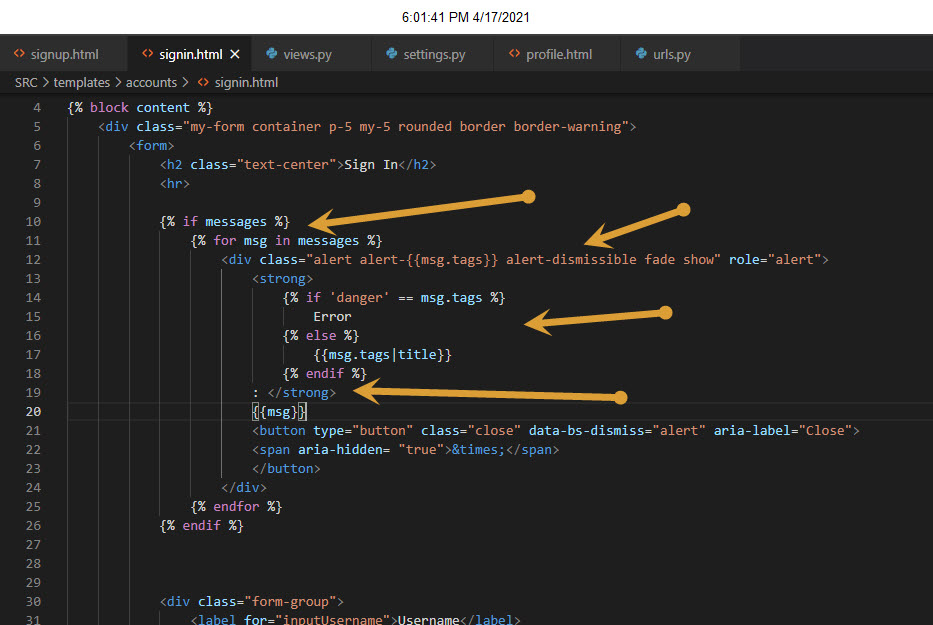 6:01:41 PM 4/17/2021
<> signup.html <> signin.html × views.py settings.py <> profile.html urls.py
SRC > templates > accounts > <> signin.html
4 {% block content %}
5 <div class="my-form container p-5 my-5 rounded border border-warning">
6 <form>
7 <h2 class="text-center">Sign In</h2>
8 <hr>
9
10 {% if messages %}
11 {% for msg in messages %}
12 <div class="alert alert-{{msg.tags}} alert-dismissible fade show" role="alert">
13 <strong>
14 {% if 'danger' == msg.tags %}
15 Error
16 {% else %}
17 {{msg.tags|title}}
18 {% endif %}
19 : </strong>
20 {{msg}}
21 <button type="button" class="close" data-bs-dismiss="alert" aria-label="Close">
22 <span aria-hidden= "true">&times;</span>
23 </button>
24 </div>
25 {% endfor %}
26 {% endif %}
27
28
29
30 <div class="form-group">
31 <label for="inputUsername">Username</label>